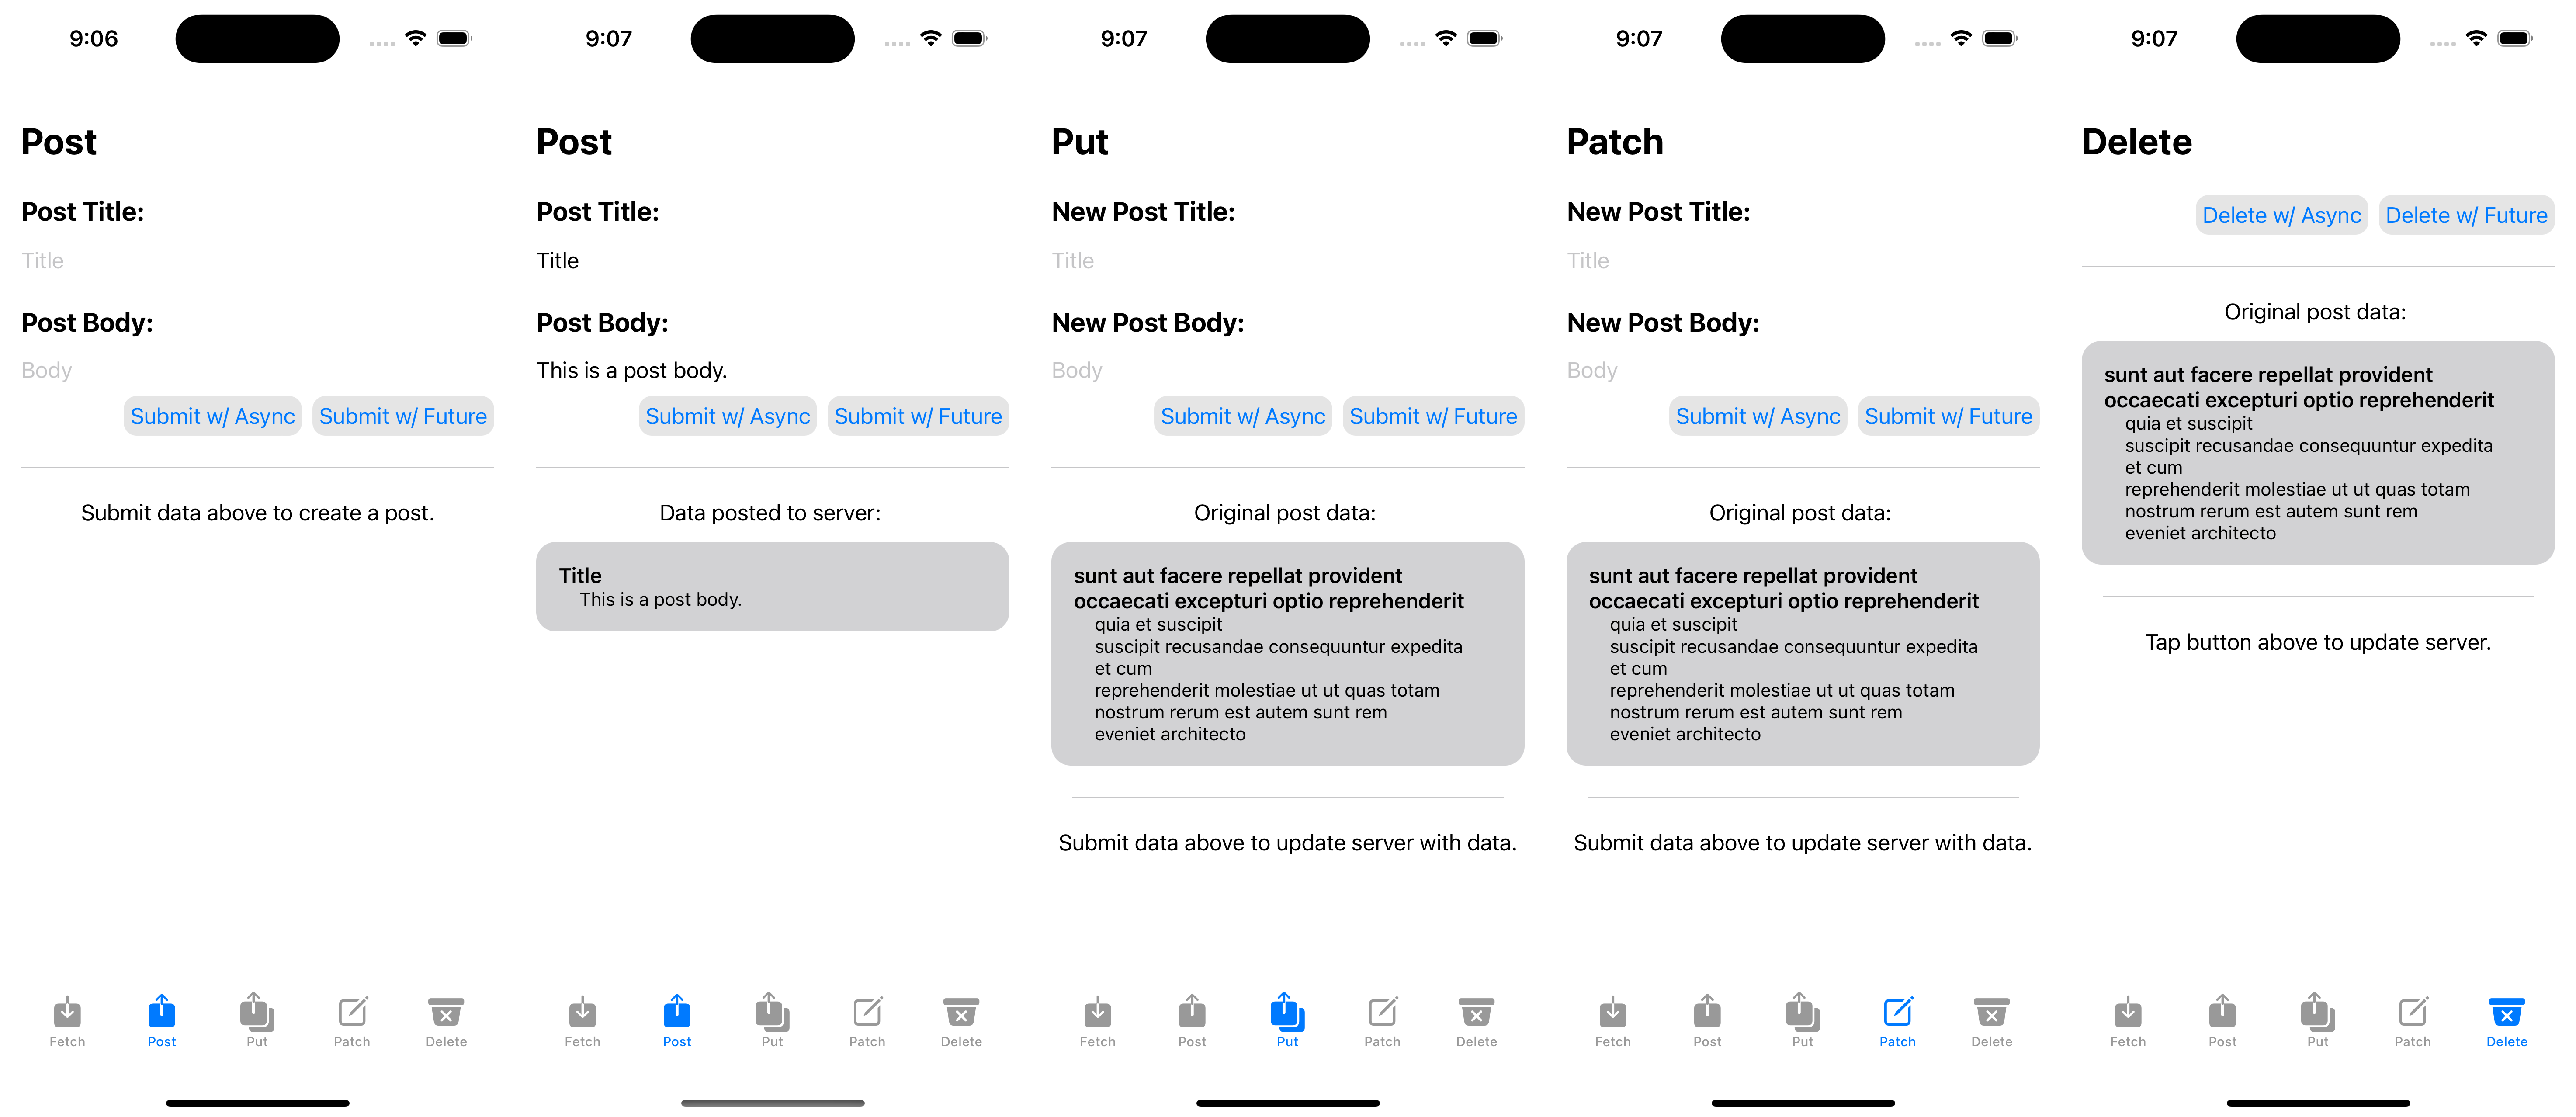 9:06
Post
Post Title:
Title
Post Body:
Body
Submit w/ Async
Submit w/ Future
Submit data above to create a post.
Fetch
Post
Put
Patch
Delete
9:07
Post
Post Title:
Title
Post Body:
This is a post body.
Submit w/ Async
Submit w/ Future
Data posted to server:
Title
This is a post body.
Fetch
Post
Put
Patch
Delete
9:07
Put
New Post Title:
Title
New Post Body:
Body
Submit w/ Async
Submit w/ Future
Original post data:
sunt aut facere repellat provident
occaecati excepturi optio reprehenderit
quia et suscipit
suscipit recusandae consequuntur expedita
et cum
reprehenderit molestiae ut ut quas totam
nostrum rerum est autem sunt rem
eveniet architecto
Submit data above to update server with data.
Fetch
Post
Put
Patch
Delete
9:07
Patch
New Post Title:
Title
New Post Body:
Body
Submit w/ Async
Submit w/ Future
Original post data:
sunt aut facere repellat provident
occaecati excepturi optio reprehenderit
quia et suscipit
suscipit recusandae consequuntur expedita
et cum
reprehenderit molestiae ut ut quas totam
nostrum rerum est autem sunt rem
eveniet architecto
Submit data above to update server with data.
Fetch
Post
Put
Patch
Delete
9:07
Delete
Delete w/ Async
Delete w/ Future
Original post data:
sunt aut facere repellat provident
occaecati excepturi optio reprehenderit
quia et suscipit
suscipit recusandae consequuntur expedita
et cum
reprehenderit molestiae ut ut quas totam
nostrum rerum est autem sunt rem
eveniet architecto
Tap button above to update server.
Fetch
Post
Put
Patch
Delete